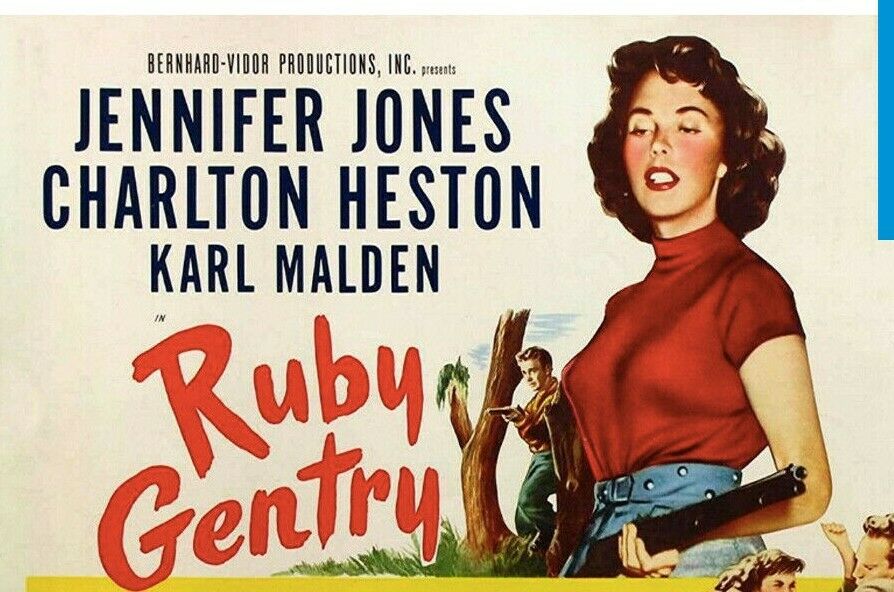 BERNHARD-VIDOR PRODUCTIONS, INC. presents
JENNIFER JONES
CHARLTON HESTON
KARL MALDEN
IN
Ruby
Gentry